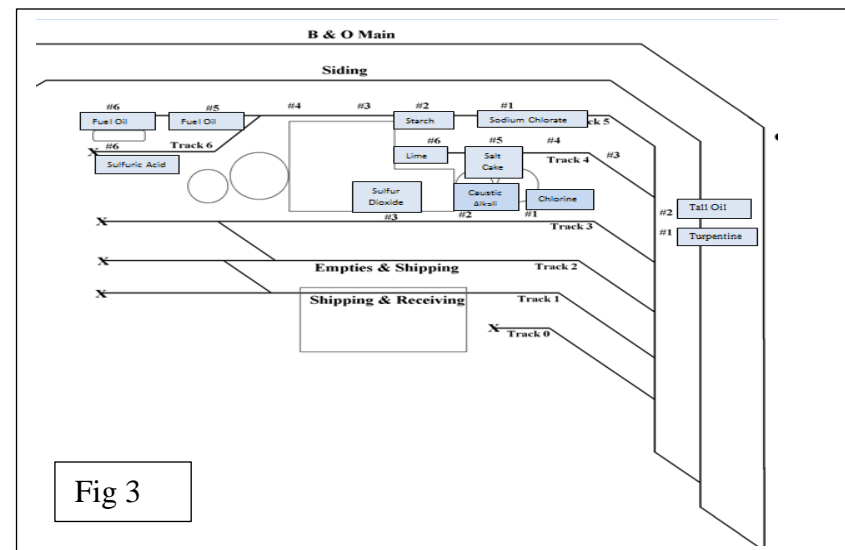 B & O Main
Siding
#6 #5 #4 #3 #2 #1
Fuel Oil Fuel Oil Starch Sodium Chlorate ck 5
#6 Track 6 #6 #5 #4
Sulfuric Acid Lime Salt Cake Track 4 #3
Sulfur Dioxide Caustic Alkali Chlorine
#3 #2 #1
Track 3
#2 Tall Oil
#1 Turpentine
X
X Empties & Shipping Track 2
X Shipping & Receiving Track 1
X Track 0
X
Fig 3